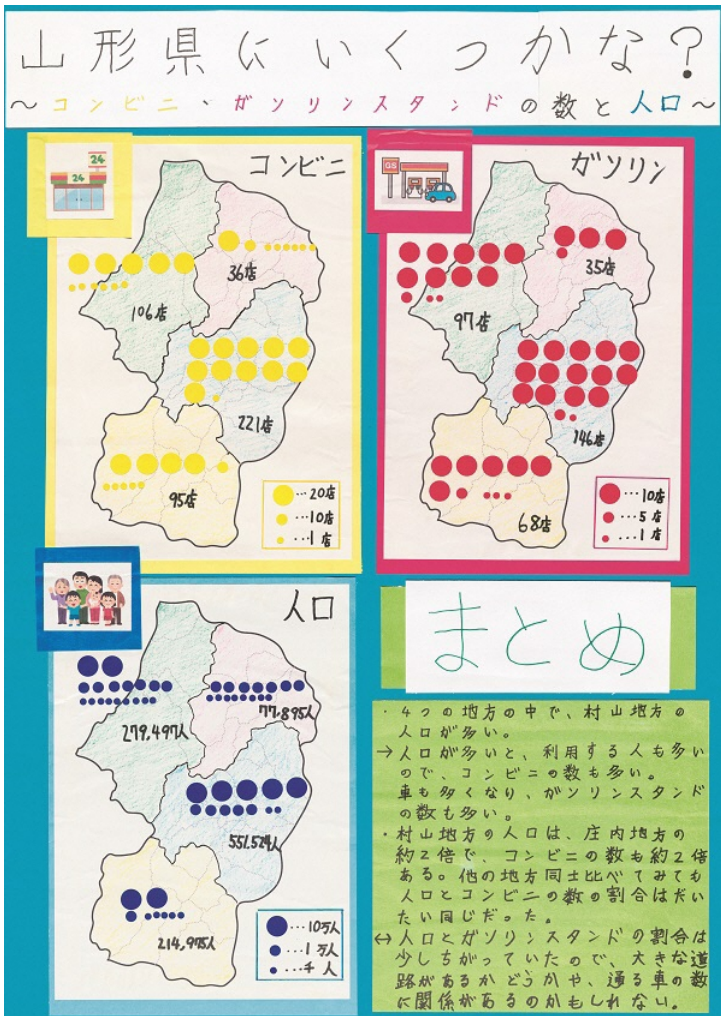 山形県にいくつかな?
～コンビニ・ガソリンスタンドの数と人口～
24
24
コンビニ
36店
106店
221店
95店
…20店
…10店
…1店
GS
ガソリン
35店
97店
146店
68店
…10店
…5店
…1店
人口
77,895人
279,497人
551,524人
214,975人
…10万人
…1万人
…千人
まとめ
・4つの地方の中で、村山地方の
人口が多い。
→人口が多いと、利用する人も多い
ので、コンビニの数も多い。
車も多くなり、ガソリンスタンド
の数も多い。
・村山地方の人口は、庄内地方の
約2倍で、コンビニの数も約2倍
ある。他の地方同士比べてみても
人口とコンビニの数の割合はだい
たい同じだった。
↔人口とガソリンスタンドの割合は
少しちがっていたので、大きな道
路があるかどうかや、通る車の数
に関係があるのかもしれない。